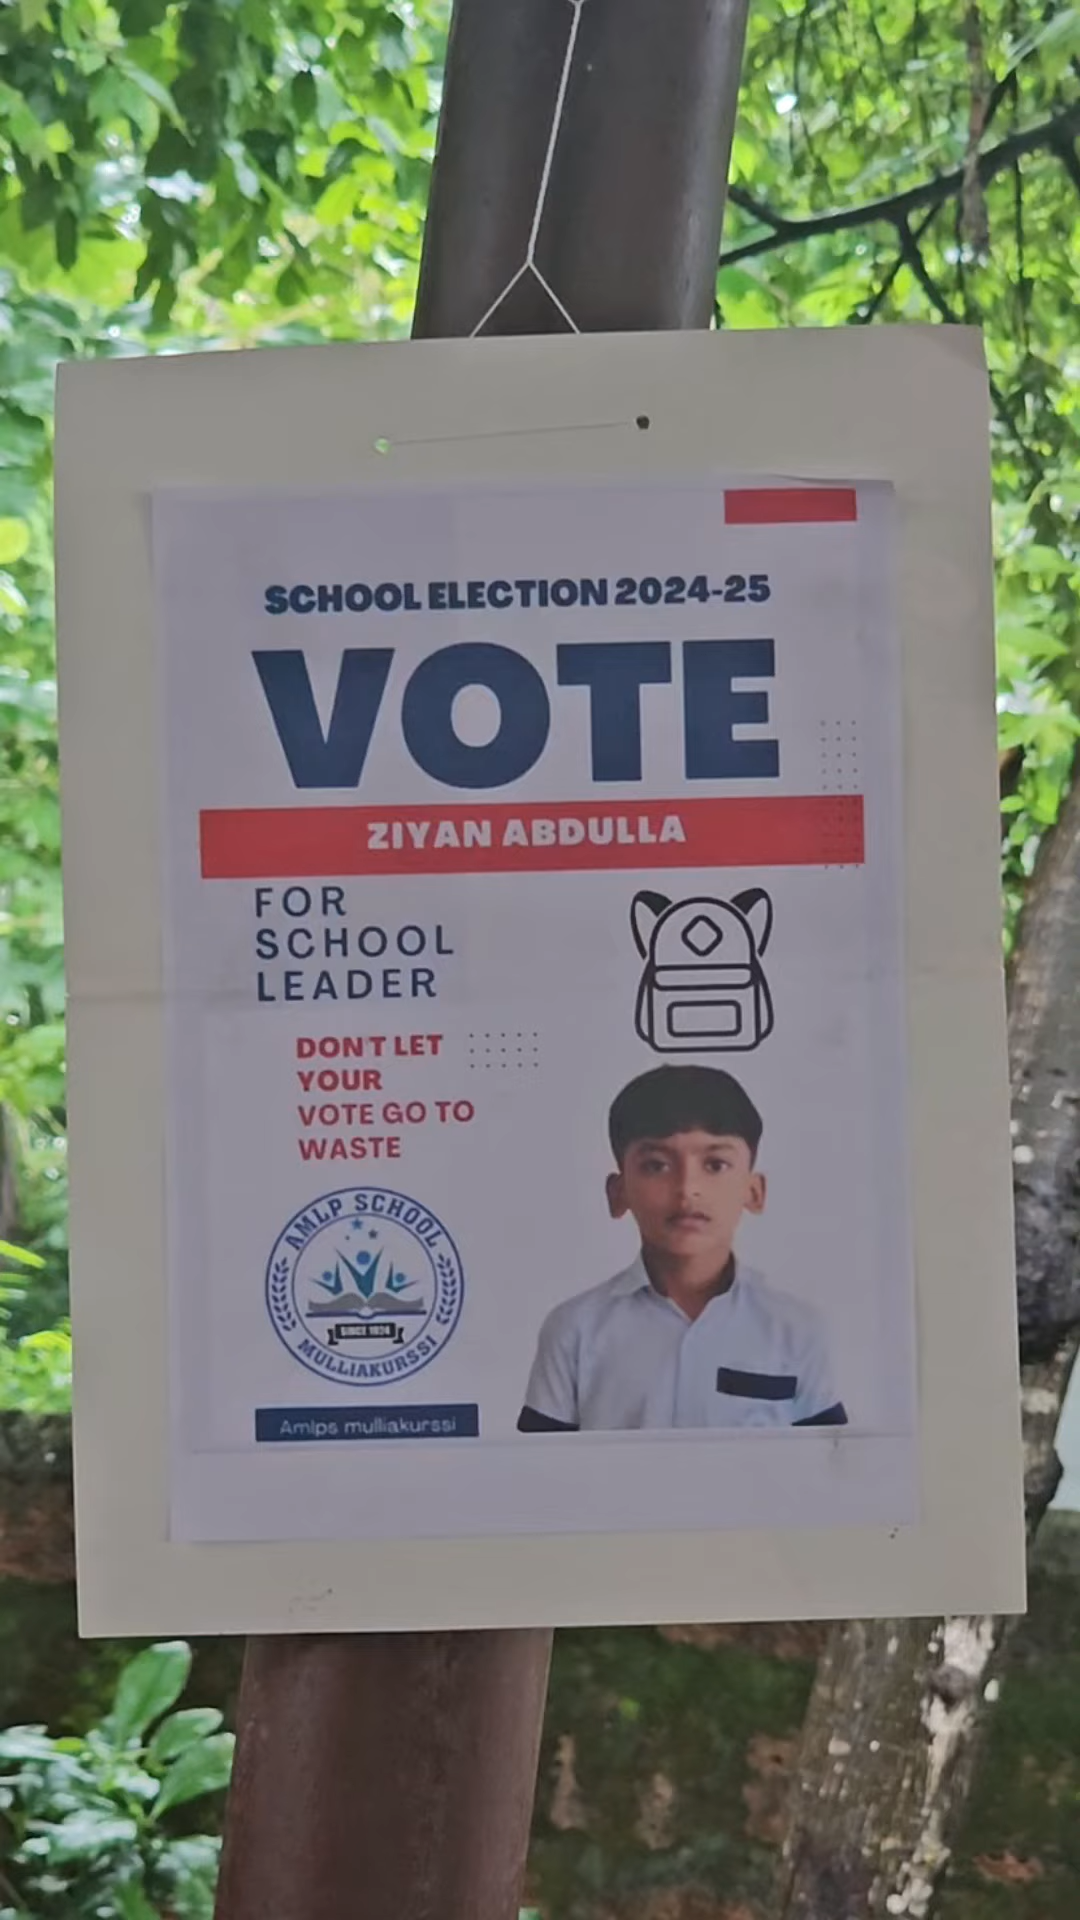 SCHOOL ELECTION 2024-25
VOTE
ZIYAN ABDULLA
FOR
SCHOOL
LEADER
DON'T LET
YOUR
VOTE GO TO
WASTE
AMLP SCHOOL
SINCE 1924
MULLIAKURSSI
Amlps mulliakurssi